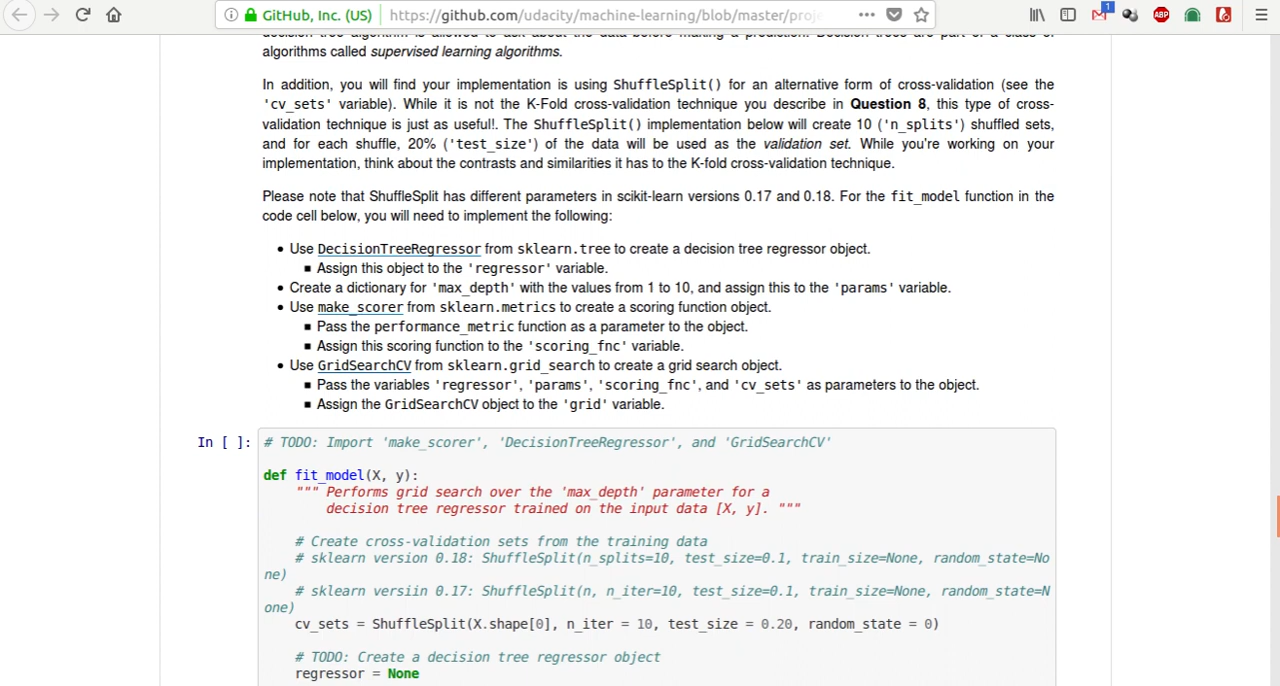 GitHub, Inc. (US) https://github.com/udacity/machine-learning/blob/master/proje
1
ABP
algorithms called supervised learning algorithms.
In addition, you will find your implementation is using ShuffleSplit() for an alternative form of cross-validation (see the
'cv_sets' variable). While it is not the K-Fold cross-validation technique you describe in Question 8, this type of cross-
validation technique is just as useful!. The ShuffleSplit() implementation below will create 10 ('n_splits') shuffled sets,
and for each shuffle, 20% ('test_size') of the data will be used as the validation set. While you're working on your
implementation, think about the contrasts and similarities it has to the K-fold cross-validation technique.
Please note that ShuffleSplit has different parameters in scikit-learn versions 0.17 and 0.18. For the fit_model function in the
code cell below, you will need to implement the following:
• Use DecisionTreeRegressor from sklearn.tree to create a decision tree regressor object.
▪ Assign this object to the 'regressor' variable.
• Create a dictionary for 'max_depth' with the values from 1 to 10, and assign this to the 'params' variable.
• Use make_scorer from sklearn.metrics to create a scoring function object.
▪ Pass the performance_metric function as a parameter to the object.
▪ Assign this scoring function to the 'scoring_fnc' variable.
• Use GridSearchCV from sklearn.grid_search to create a grid search object.
▪ Pass the variables 'regressor', 'params', 'scoring_fnc', and 'cv_sets' as parameters to the object.
▪ Assign the GridSearchCV object to the 'grid' variable.
In [ ]: # TODO: Import 'make_scorer', 'DecisionTreeRegressor', and 'GridSearchCV'
def fit_model(X, y):
""" Performs grid search over the 'max_depth' parameter for a
decision tree regressor trained on the input data [X, y]. """
# Create cross-validation sets from the training data
# sklearn version 0.18: ShuffleSplit(n_splits=10, test_size=0.1, train_size=None, random_state=No
ne)
# sklearn versiin 0.17: ShuffleSplit(n, n_iter=10, test_size=0.1, train_size=None, random_state=N
one)
cv_sets = ShuffleSplit(X.shape[0], n_iter = 10, test_size = 0.20, random_state = 0)
# TODO: Create a decision tree regressor object
regressor = None